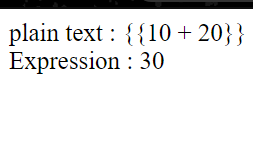 plain text : {{10 + 20}}
Expression : 30